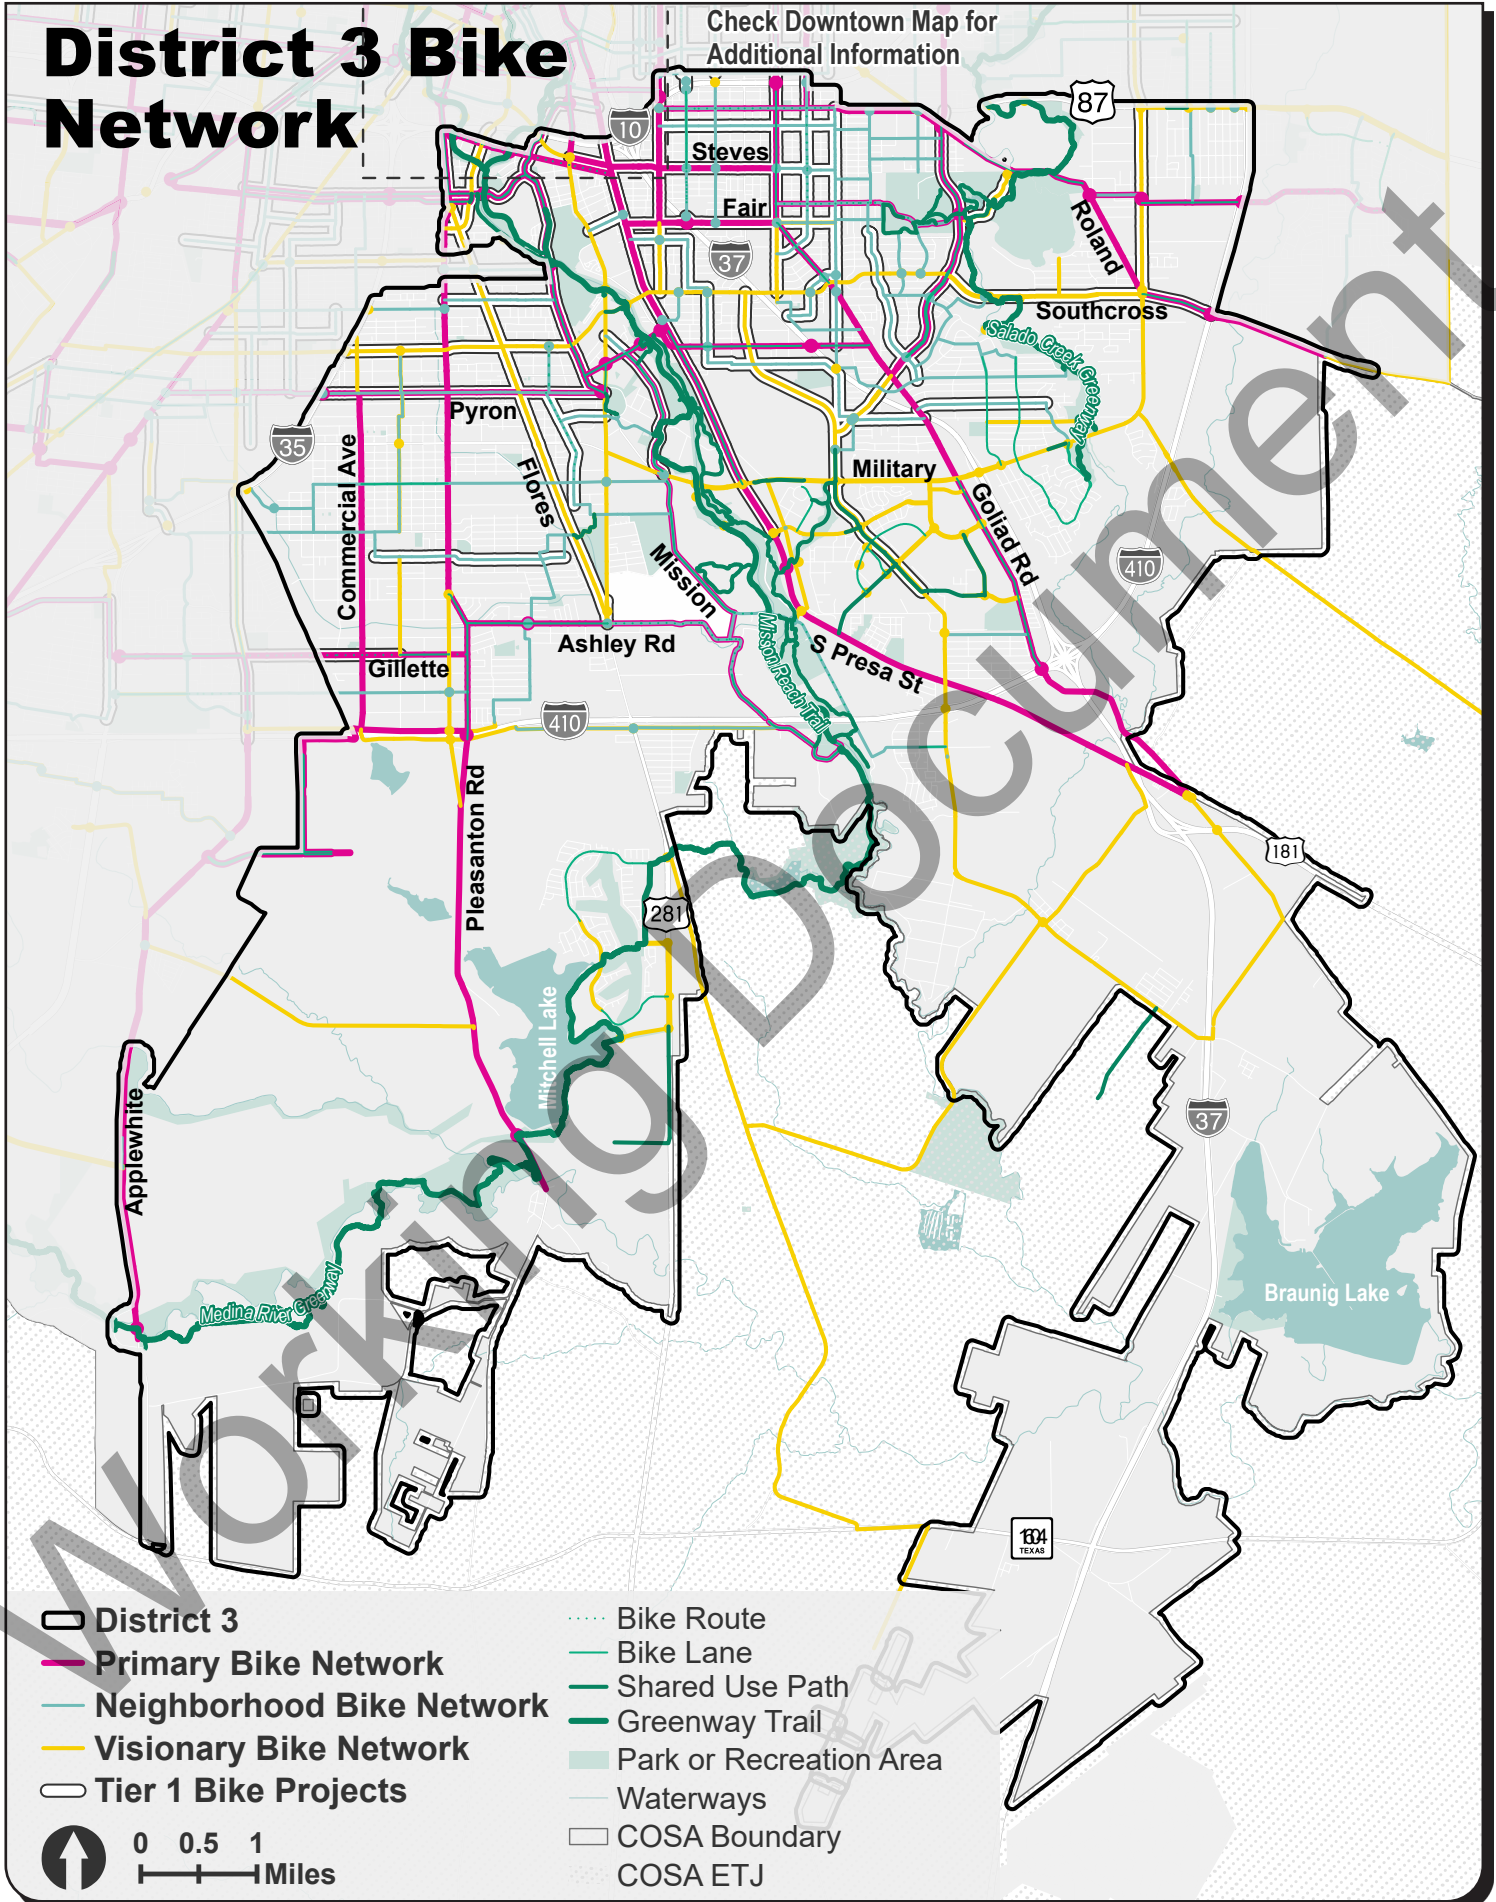 District 3 Bike
Network
Check Downtown Map for
Additional Information
87
10
Steves
Fair
Roland
37
Southcross
Salado Creek Greenway
Pyron
35
Commercial Ave
Flores
Military
Goliad Rd
410
Mission
Ashley Rd
Mission Reach Trail
S Presa St
Gillette
410
Pleasanton Rd
181
281
Mitchell Lake
Applewhite
37
Medina River Greenway
Braunig Lake
1604
TEXAS
Working Document
District 3
Primary Bike Network
Neighborhood Bike Network
Visionary Bike Network
Tier 1 Bike Projects
0 0.5 1
Miles
Bike Route
Bike Lane
Shared Use Path
Greenway Trail
Park or Recreation Area
Waterways
COSA Boundary
COSA ETJ